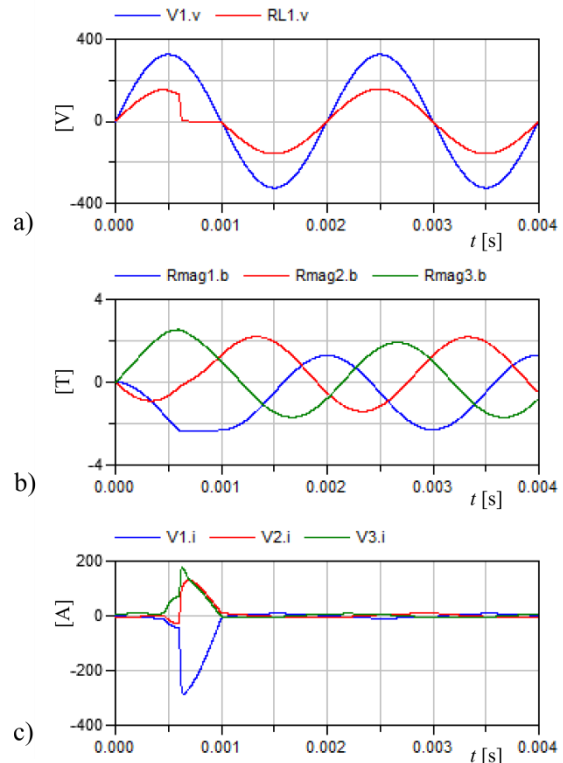 V1.v RL1.v
400
[V]
0
-400
a)
0.000 0.001 0.002 0.003 0.004
t [s]
Rmag1.b Rmag2.b Rmag3.b
4
[T]
0
-4
b)
0.000 0.001 0.002 0.003 0.004
t [s]
V1.i V2.i V3.i
200
[A]
0
-200
-400
c)
0.000 0.001 0.002 0.003 0.004
t [s]